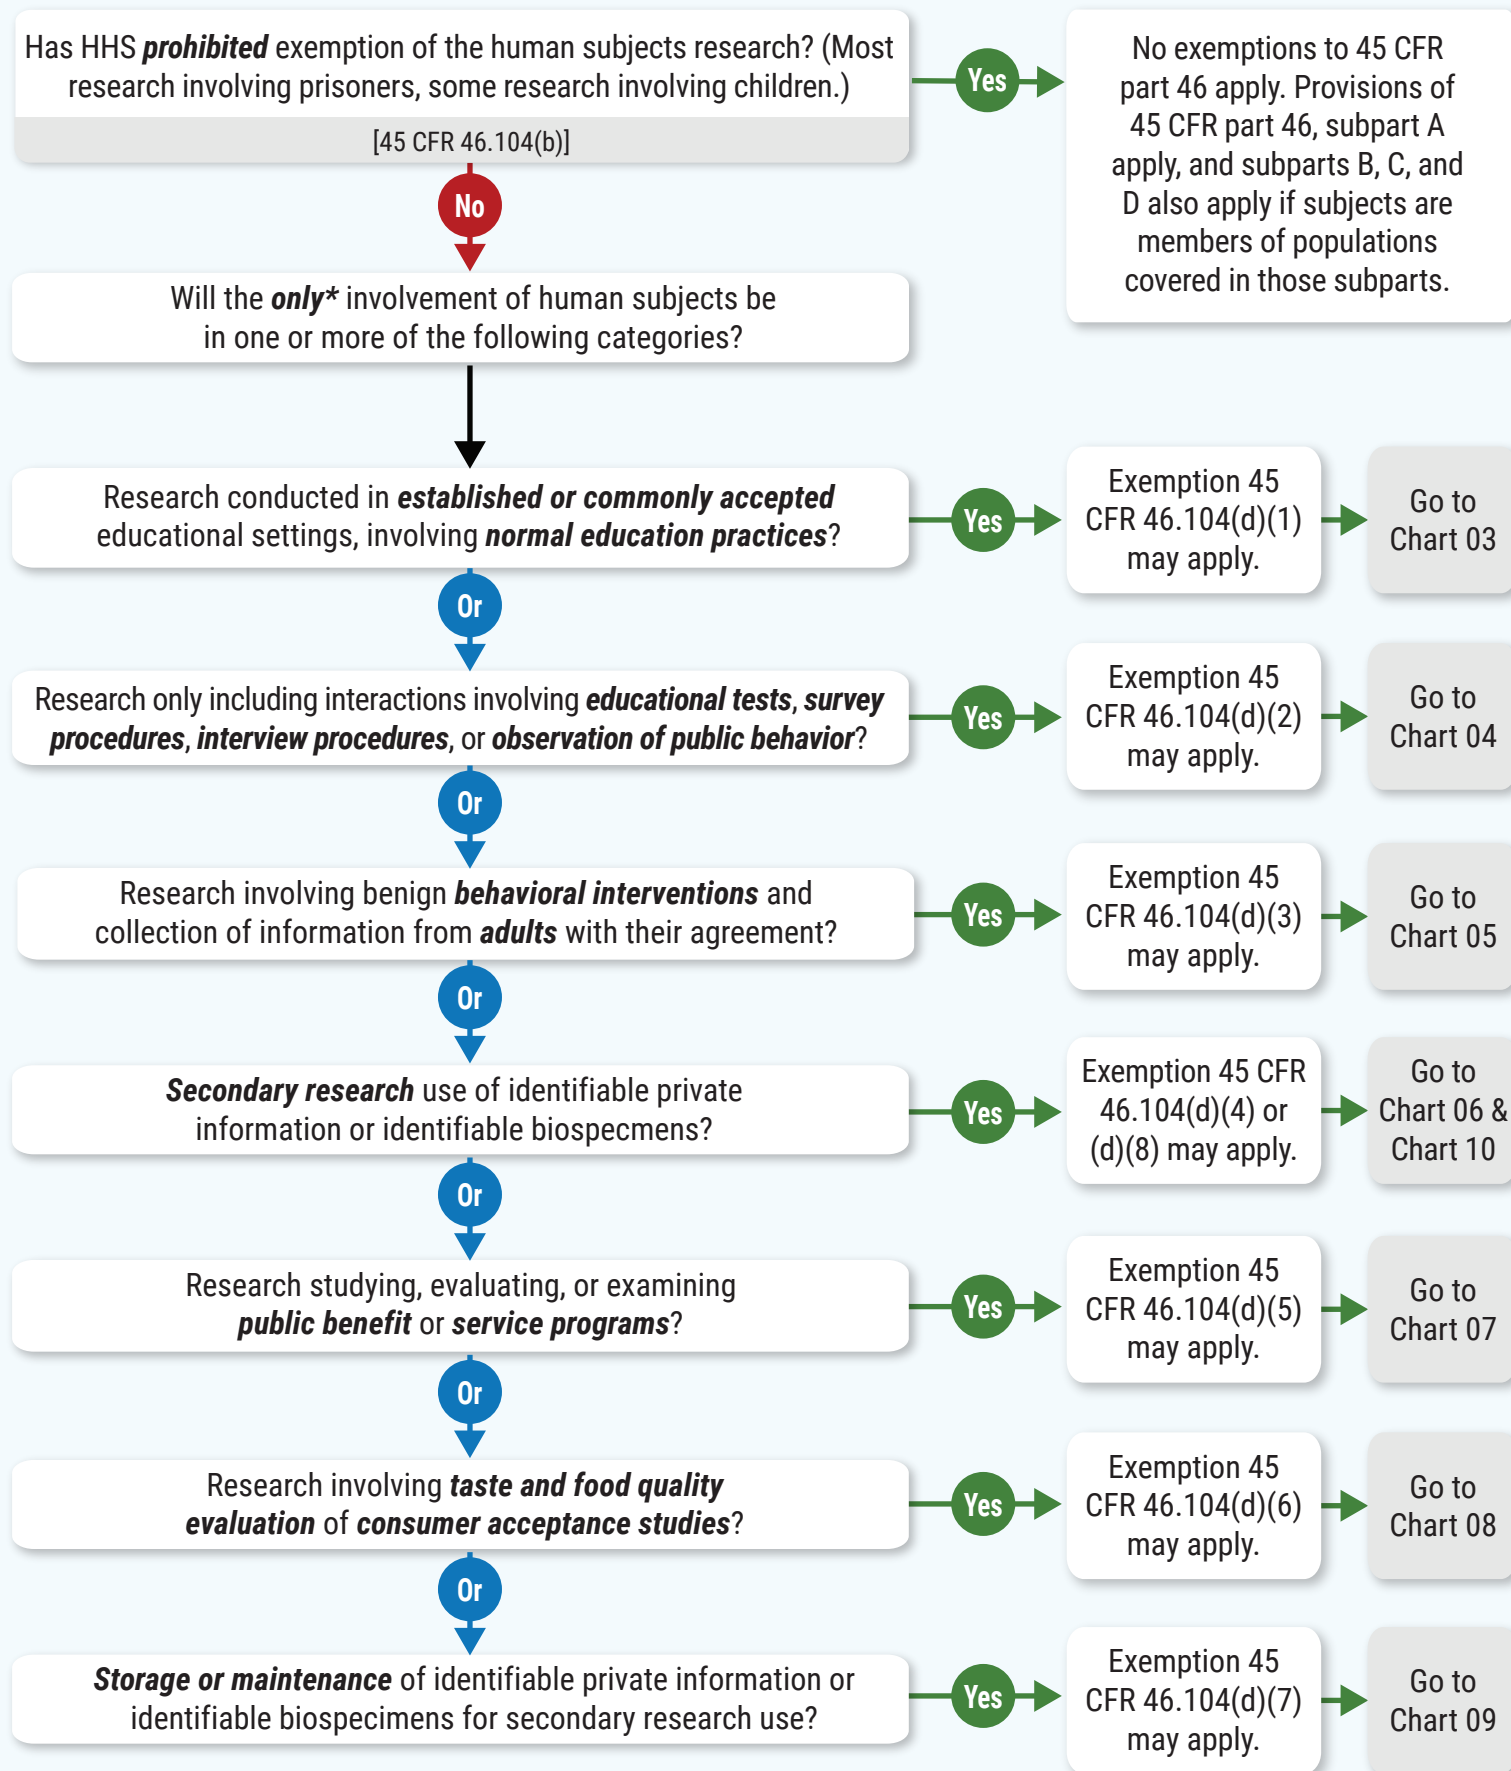 Has HHS prohibited exemption of the human subjects research? (Most
research involving prisoners, some research involving children.)
[45 CFR 46.104(b)]
Yes
No exemptions to 45 CFR
part 46 apply. Provisions of
45 CFR part 46, subpart A
apply, and subparts B, C, and
D also apply if subjects are
members of populations
covered in those subparts.
No
Will the only* involvement of human subjects be
in one or more of the following categories?
Research conducted in established or commonly accepted
educational settings, involving normal education practices?
Yes
Exemption 45
CFR 46.104(d)(1)
may apply.
Go to
Chart 03
Or
Research only including interactions involving educational tests, survey
procedures, interview procedures, or observation of public behavior?
Yes
Exemption 45
CFR 46.104(d)(2)
may apply.
Go to
Chart 04
Or
Research involving benign behavioral interventions and
collection of information from adults with their agreement?
Yes
Exemption 45
CFR 46.104(d)(3)
may apply.
Go to
Chart 05
Or
Secondary research use of identifiable private
information or identifiable biospecmens?
Yes
Exemption 45 CFR
46.104(d)(4) or
(d)(8) may apply.
Go to
Chart 06 &
Chart 10
Or
Research studying, evaluating, or examining
public benefit or service programs?
Yes
Exemption 45
CFR 46.104(d)(5)
may apply.
Go to
Chart 07
Or
Research involving taste and food quality
evaluation of consumer acceptance studies?
Yes
Exemption 45
CFR 46.104(d)(6)
may apply.
Go to
Chart 08
Or
Storage or maintenance of identifiable private information or
identifiable biospecimens for secondary research use?
Yes
Exemption 45
CFR 46.104(d)(7)
may apply.
Go to
Chart 09